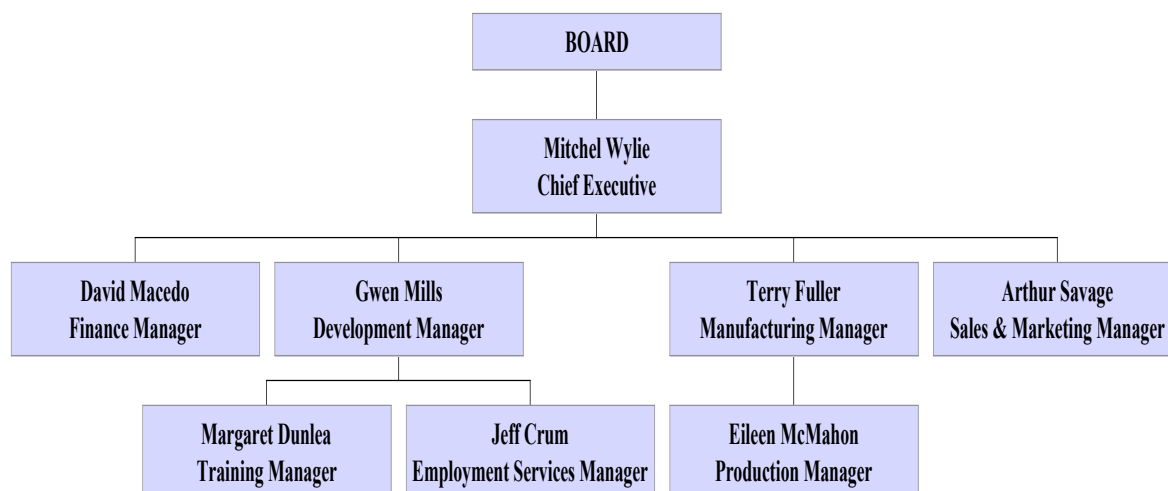 BOARD
Mitchel Wylie
Chief Executive
David Macedo
Finance Manager
Gwen Mills
Development Manager
Terry Fuller
Manufacturing Manager
Arthur Savage
Sales & Marketing Manager
Margaret Dunlea
Training Manager
Jeff Crum
Employment Services Manager
Eileen McMahon
Production Manager